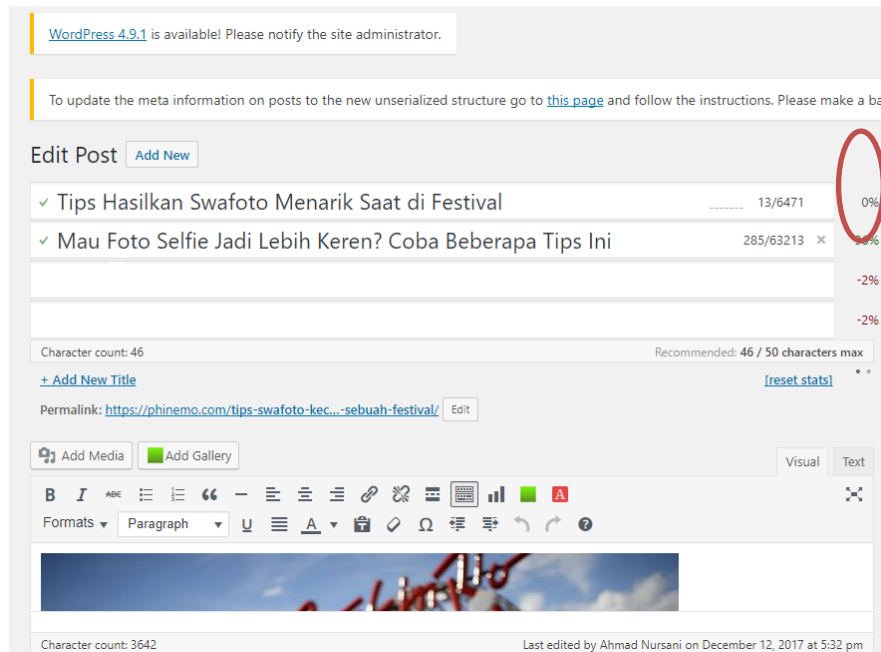 WordPress 4.9.1 is available! Please notify the site administrator.
To update the meta information on posts to the new unserialized structure go to this page and follow the instructions. Please make a ba
Edit Post Add New
Tips Hasilkan Swafoto Menarik Saat di Festival 13/6471 0%
Mau Foto Selfie Jadi Lebih Keren? Coba Beberapa Tips Ini 285/63213 ×
-2%
-2%
Character count: 46 Recommended: 46 / 50 characters max
+ Add New Title [reset stats]
Permalink: https://phinemo.com/tips-swafoto-kec...-sebuah-festival/ Edit
Add Media Add Gallery Visual Text
B I ABC
Formats Paragraph U A Ω
Character count: 3642 Last edited by Ahmad Nursani on December 12, 2017 at 5:32 pm